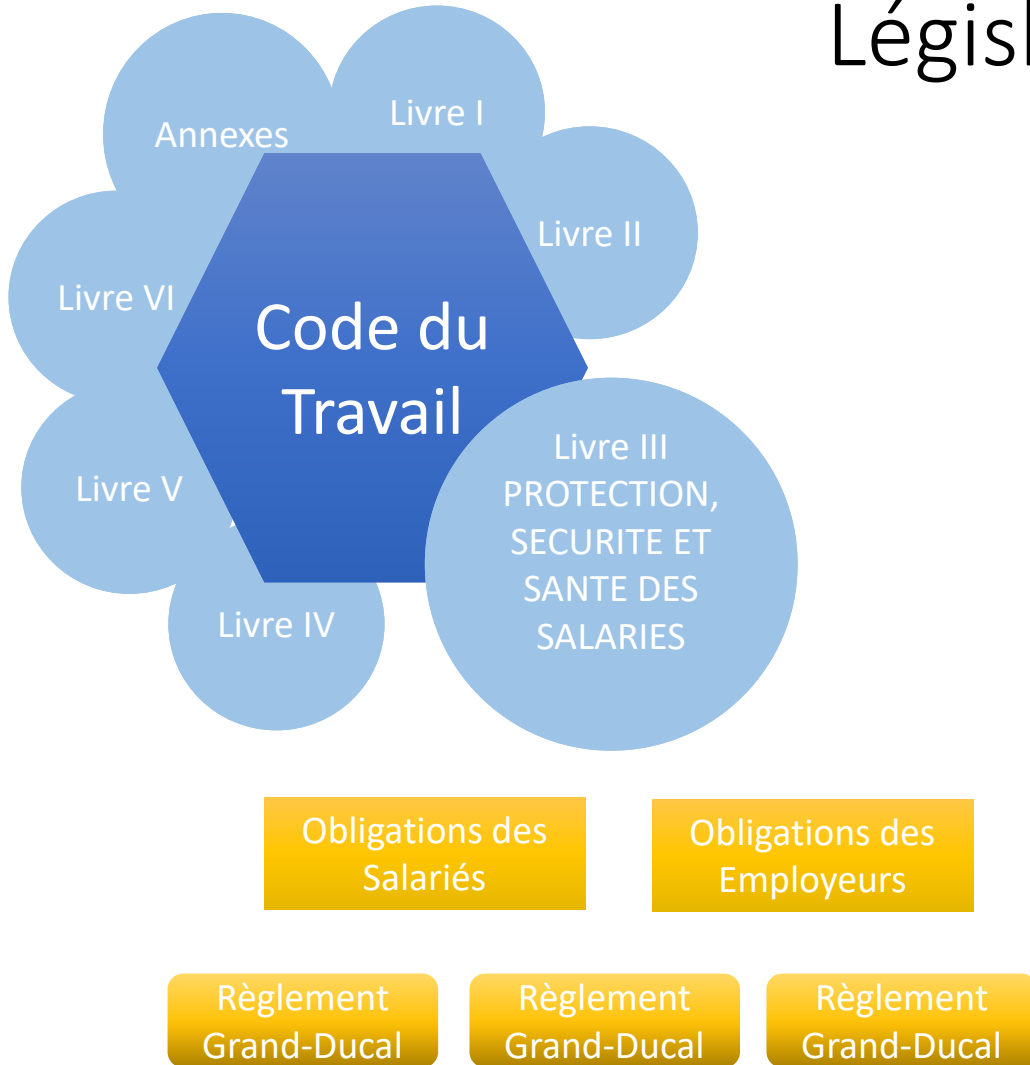 Législ
Annexes
Livre I
Livre II
Livre VI
Code du
Travail
Livre III
PROTECTION,
SECURITE ET
SANTE DES
SALARIES
Livre V
Livre IV
Obligations des
Salariés
Obligations des
Employeurs
Règlement
Grand-Ducal
Règlement
Grand-Ducal
Règlement
Grand-Ducal